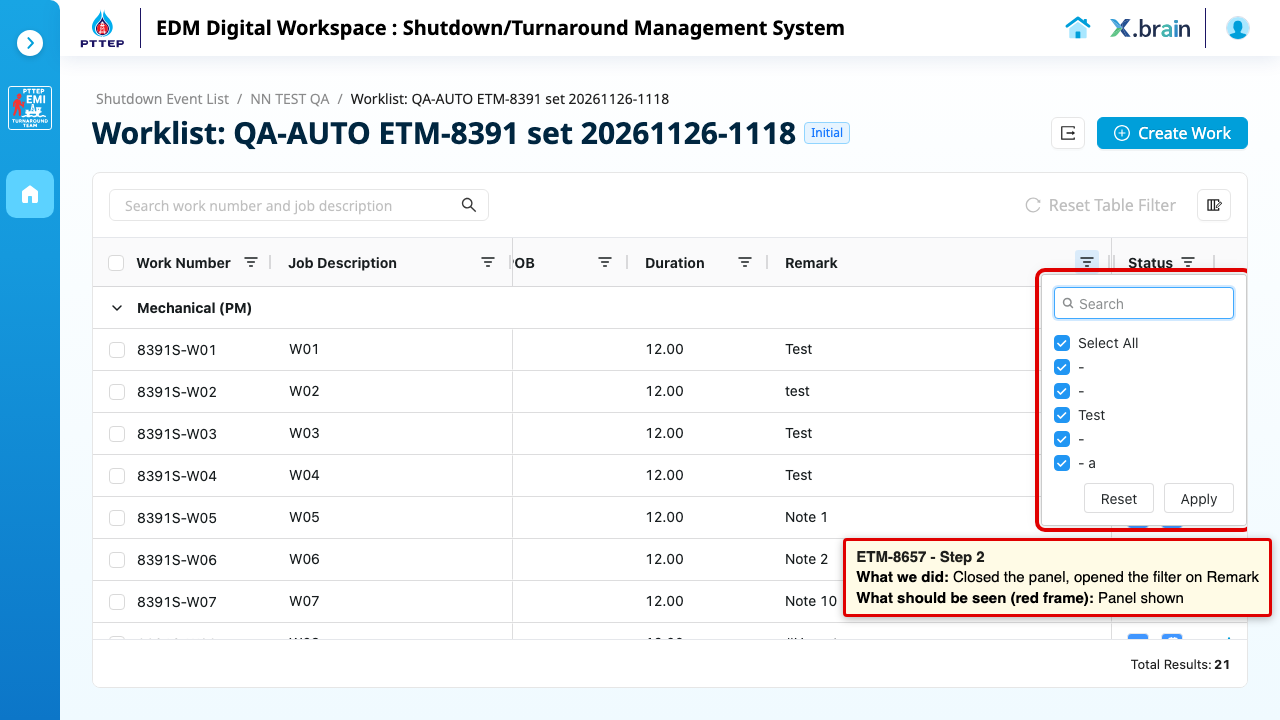 PTTEP
EDM Digital Workspace : Shutdown/Turnaround Management System
X.brain
PTTEP
EMI
TURNAROUND
TEAM
Shutdown Event List / NN TEST QA / Worklist: QA-AUTO ETM-8391 set 20261126-1118
Worklist: QA-AUTO ETM-8391 set 20261126-1118 Initial
Create Work
Search work number and job description
Reset Table Filter
Work Number Job Description OB Duration Remark Status
Mechanical (PM)
8391S-W01 W01 12.00 Test
8391S-W02 W02 12.00 test
8391S-W03 W03 12.00 Test
8391S-W04 W04 12.00 Test
8391S-W05 W05 12.00 Note 1
8391S-W06 W06 12.00 Note 2
8391S-W07 W07 12.00 Note 10
Search
Select All
-
-
Test
-
- a
Reset Apply
ETM-8657 - Step 2
What we did: Closed the panel, opened the filter on Remark
What should be seen (red frame): Panel shown
Total Results: 21